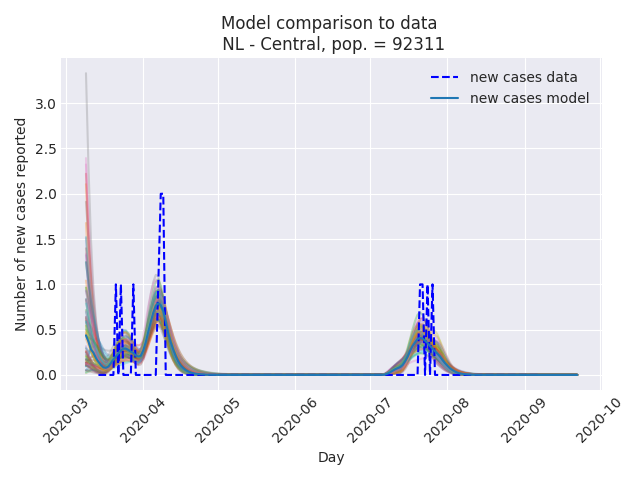 Model comparison to data
NL - Central, pop. = 92311
new cases data
new cases model
Number of new cases reported
3.0
2.5
2.0
1.5
1.0
0.5
0.0
2020-03
2020-04
2020-05
2020-06
2020-07
2020-08
2020-09
2020-10
Day